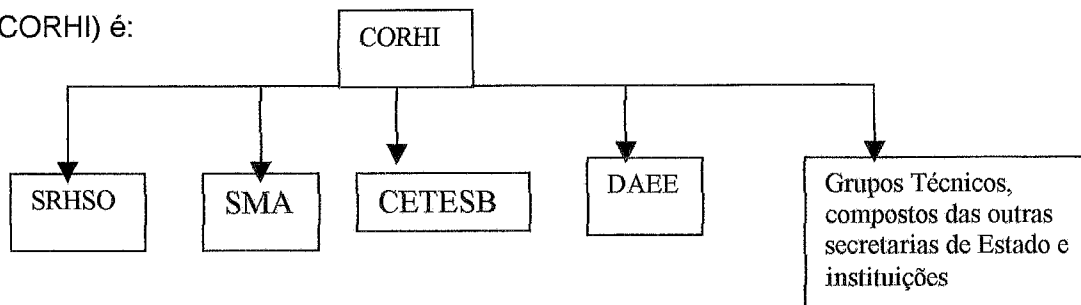 CORHI) é:
CORHI
SRHSO
SMA
CETESB
DAEE
Grupos Técnicos,
compostos das outras
secretarias de Estado e
instituições